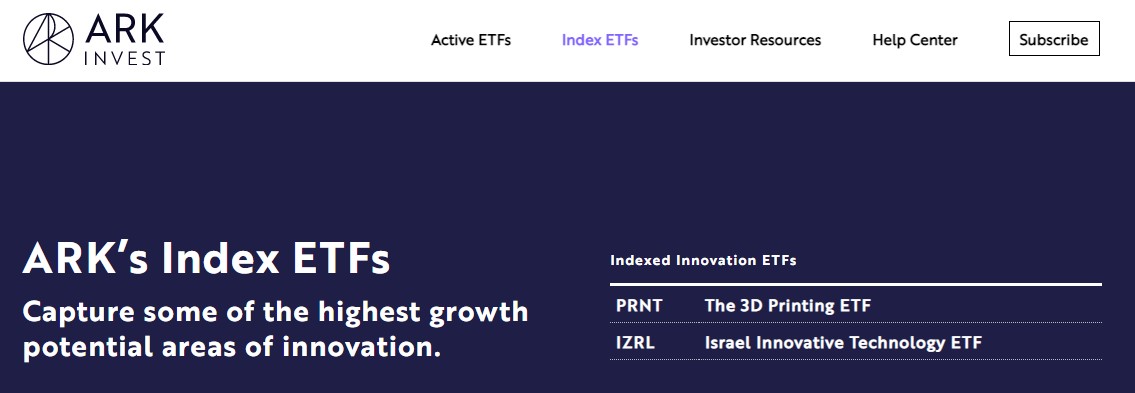 ARK
INVEST
Active ETFs
Index ETFs
Investor Resources
Help Center
Subscribe
ARK’s Index ETFs
Capture some of the highest growth
potential areas of innovation.
Indexed Innovation ETFs
PRNT The 3D Printing ETF
IZRL Israel Innovative Technology ETF